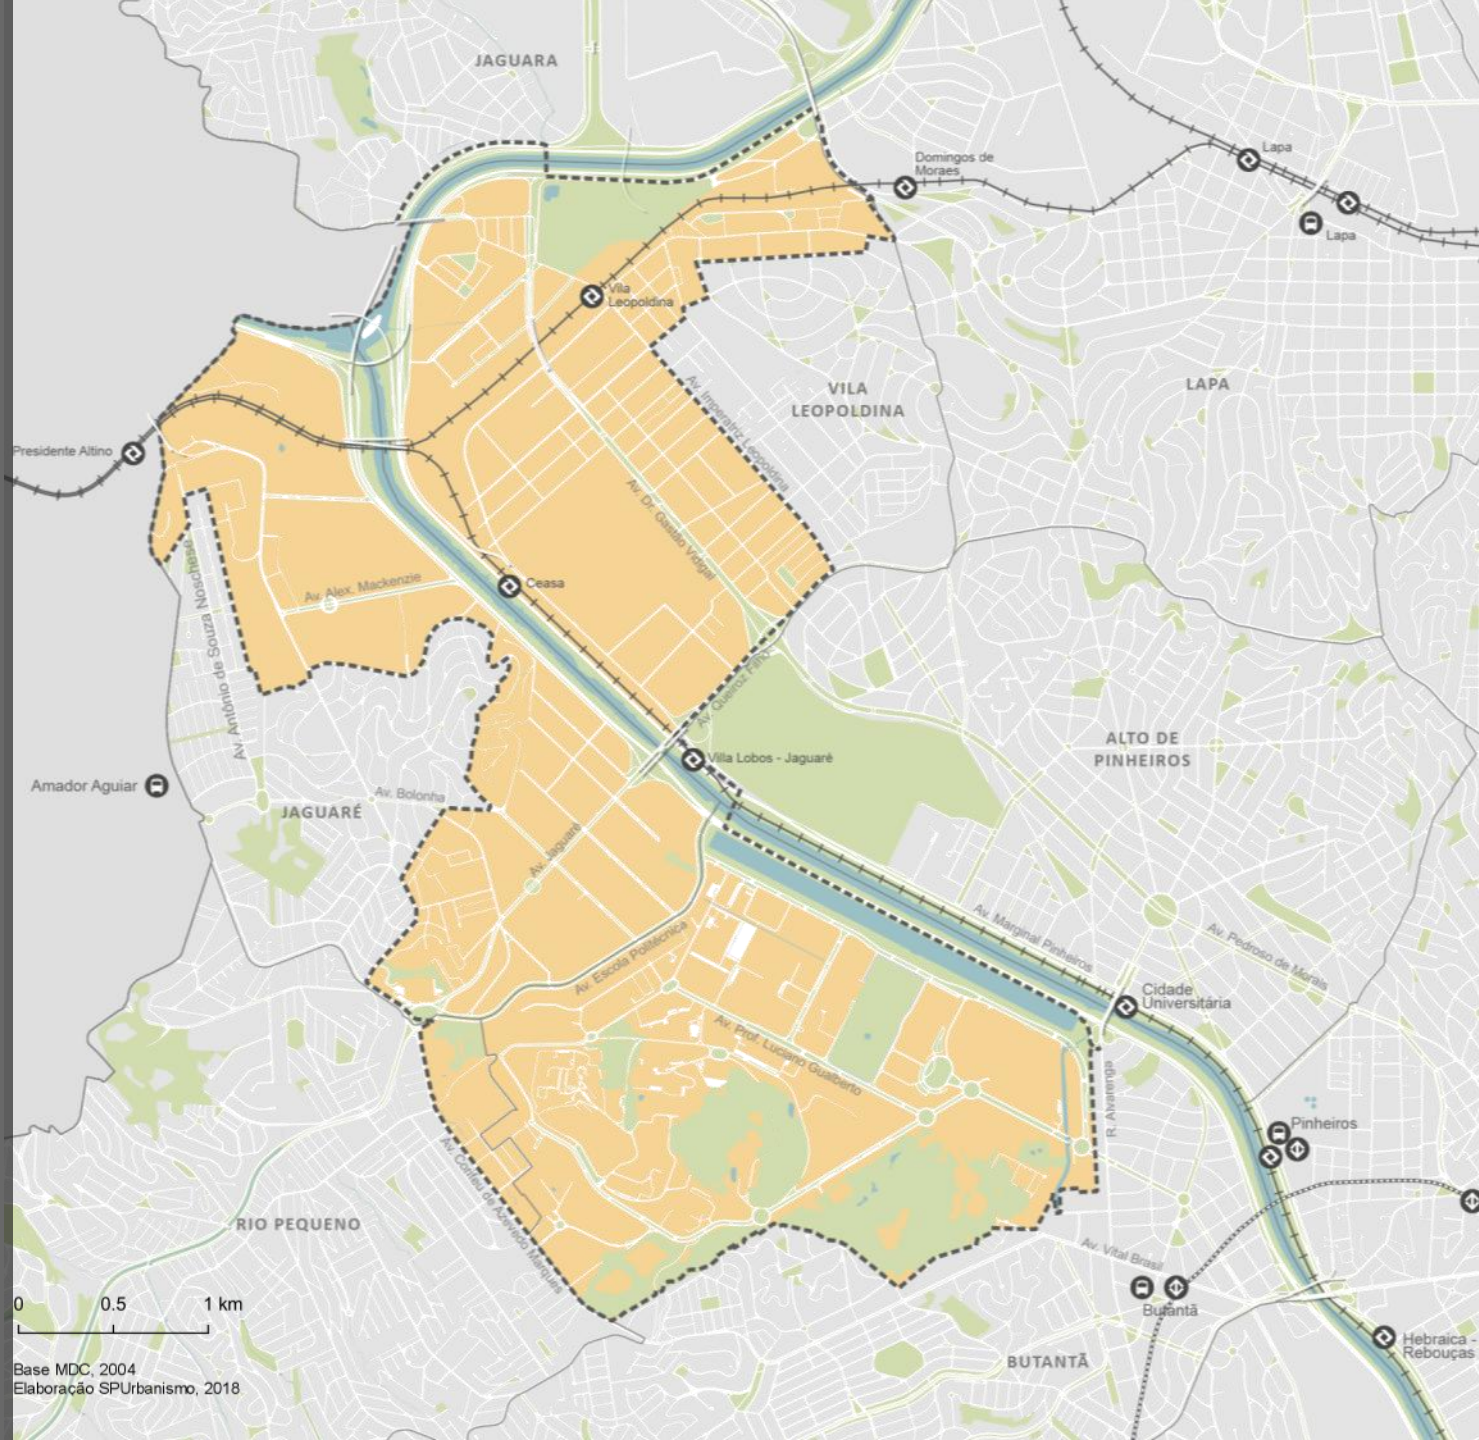 JAGUARA
Lapa
Domingos de
Moraes
Lapa
Vila
Leopoldina
VILA
LEOPOLDINA
LAPA
Av. Imperatriz Leopoldina
Presidente Altino
Av. Dr. Gastão Vidigal
Ceasa
Av. Alex. Mackenzie
Av. Antônio de Souza Noschese
Av. Queiroz Filho
ALTO DE
PINHEIROS
Villa Lobos - Jaguaré
Amador Aguiar
Av. Bolonha
JAGUARÉ
Av. Jaguaré
Av. Marginal Pinheiros
Av. Pedroso de Morais
Av. Escola Politécnica
Cidade
Universitária
Av. Prof. Luciano Gualberto
R. Alvarenga
Pinheiros
Av. Corifeu de Azevedo Marques
RIO PEQUENO
Av. Vital Brasil
Butantã
0 0.5 1 km
Hebraica -
Rebouças
BUTANTÃ
Base MDC, 2004
Elaboração SPUrbanismo, 2018